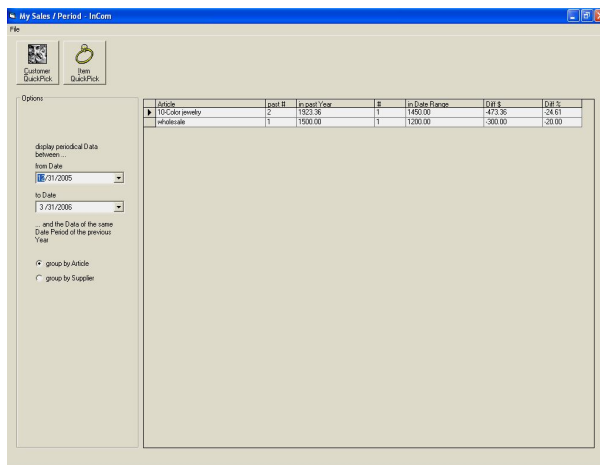 My Sales / Period - InCom
File
Customer QuickPick
Item QuickPick
Options
Article past # in past Year # in Date Range Diff $ Diff %
10-Color jewelry 2 1923.36 1 1450.00 -473.36 -24.61
wholesale 1 1500.00 1 1200.00 -300.00 -20.00
display periodical Data
between ...
from Date
12/31/2005
to Date
3 /31/2006
... and the Data of the same
Date Period of the previous
Year
group by Article
group by Supplier